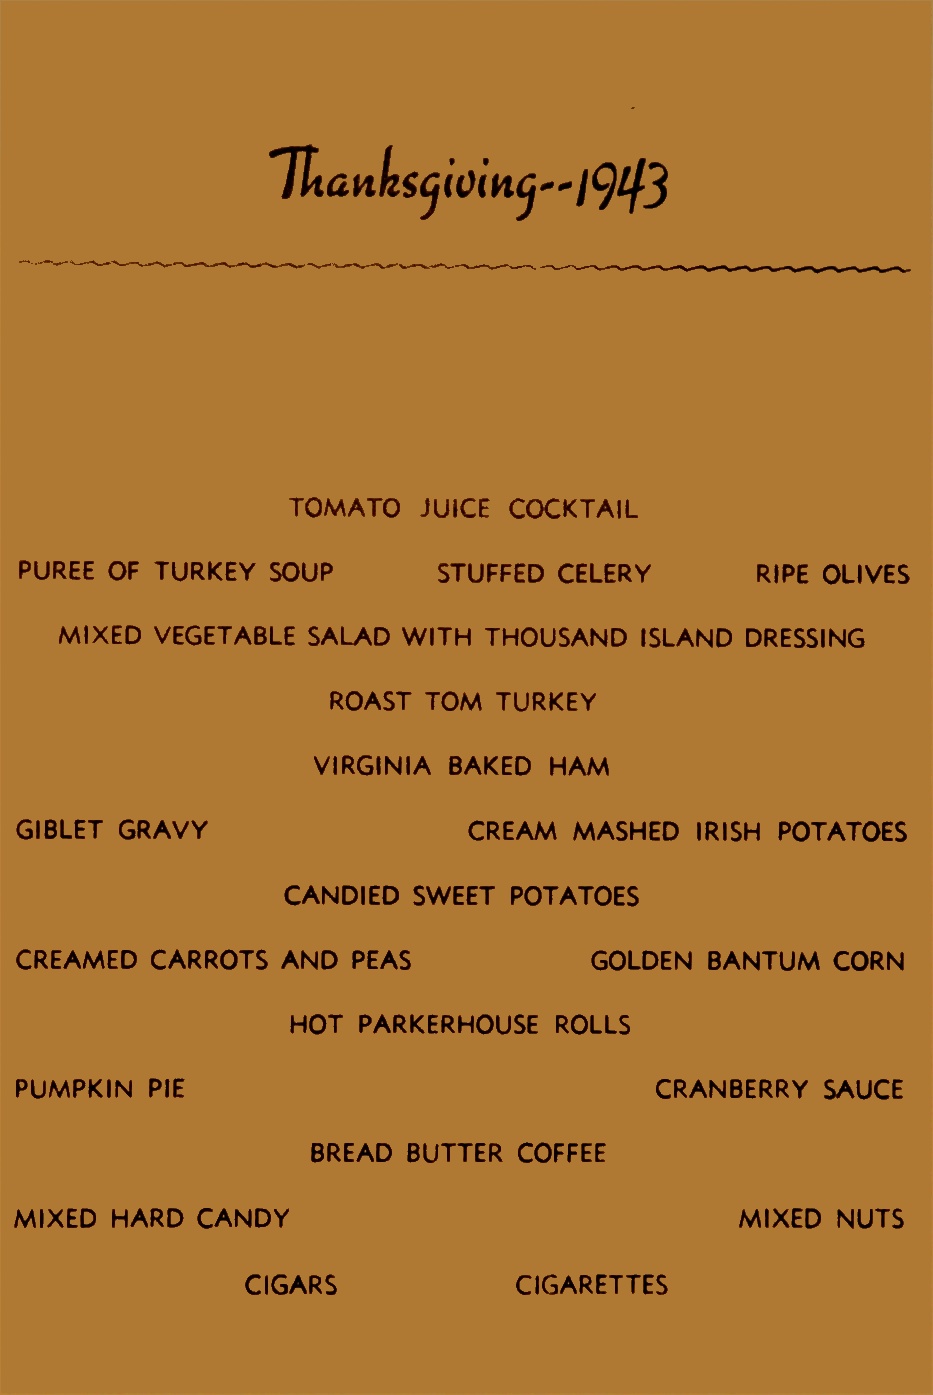 Thanksgiving--1943
TOMATO JUICE COCKTAIL
PUREE OF TURKEY SOUP STUFFED CELERY RIPE OLIVES
MIXED VEGETABLE SALAD WITH THOUSAND ISLAND DRESSING
ROAST TOM TURKEY
VIRGINIA BAKED HAM
GIBLET GRAVY CREAM MASHED IRISH POTATOES
CANDIED SWEET POTATOES
CREAMED CARROTS AND PEAS GOLDEN BANTUM CORN
HOT PARKERHOUSE ROLLS
PUMPKIN PIE CRANBERRY SAUCE
BREAD BUTTER COFFEE
MIXED HARD CANDY MIXED NUTS
CIGARS CIGARETTES